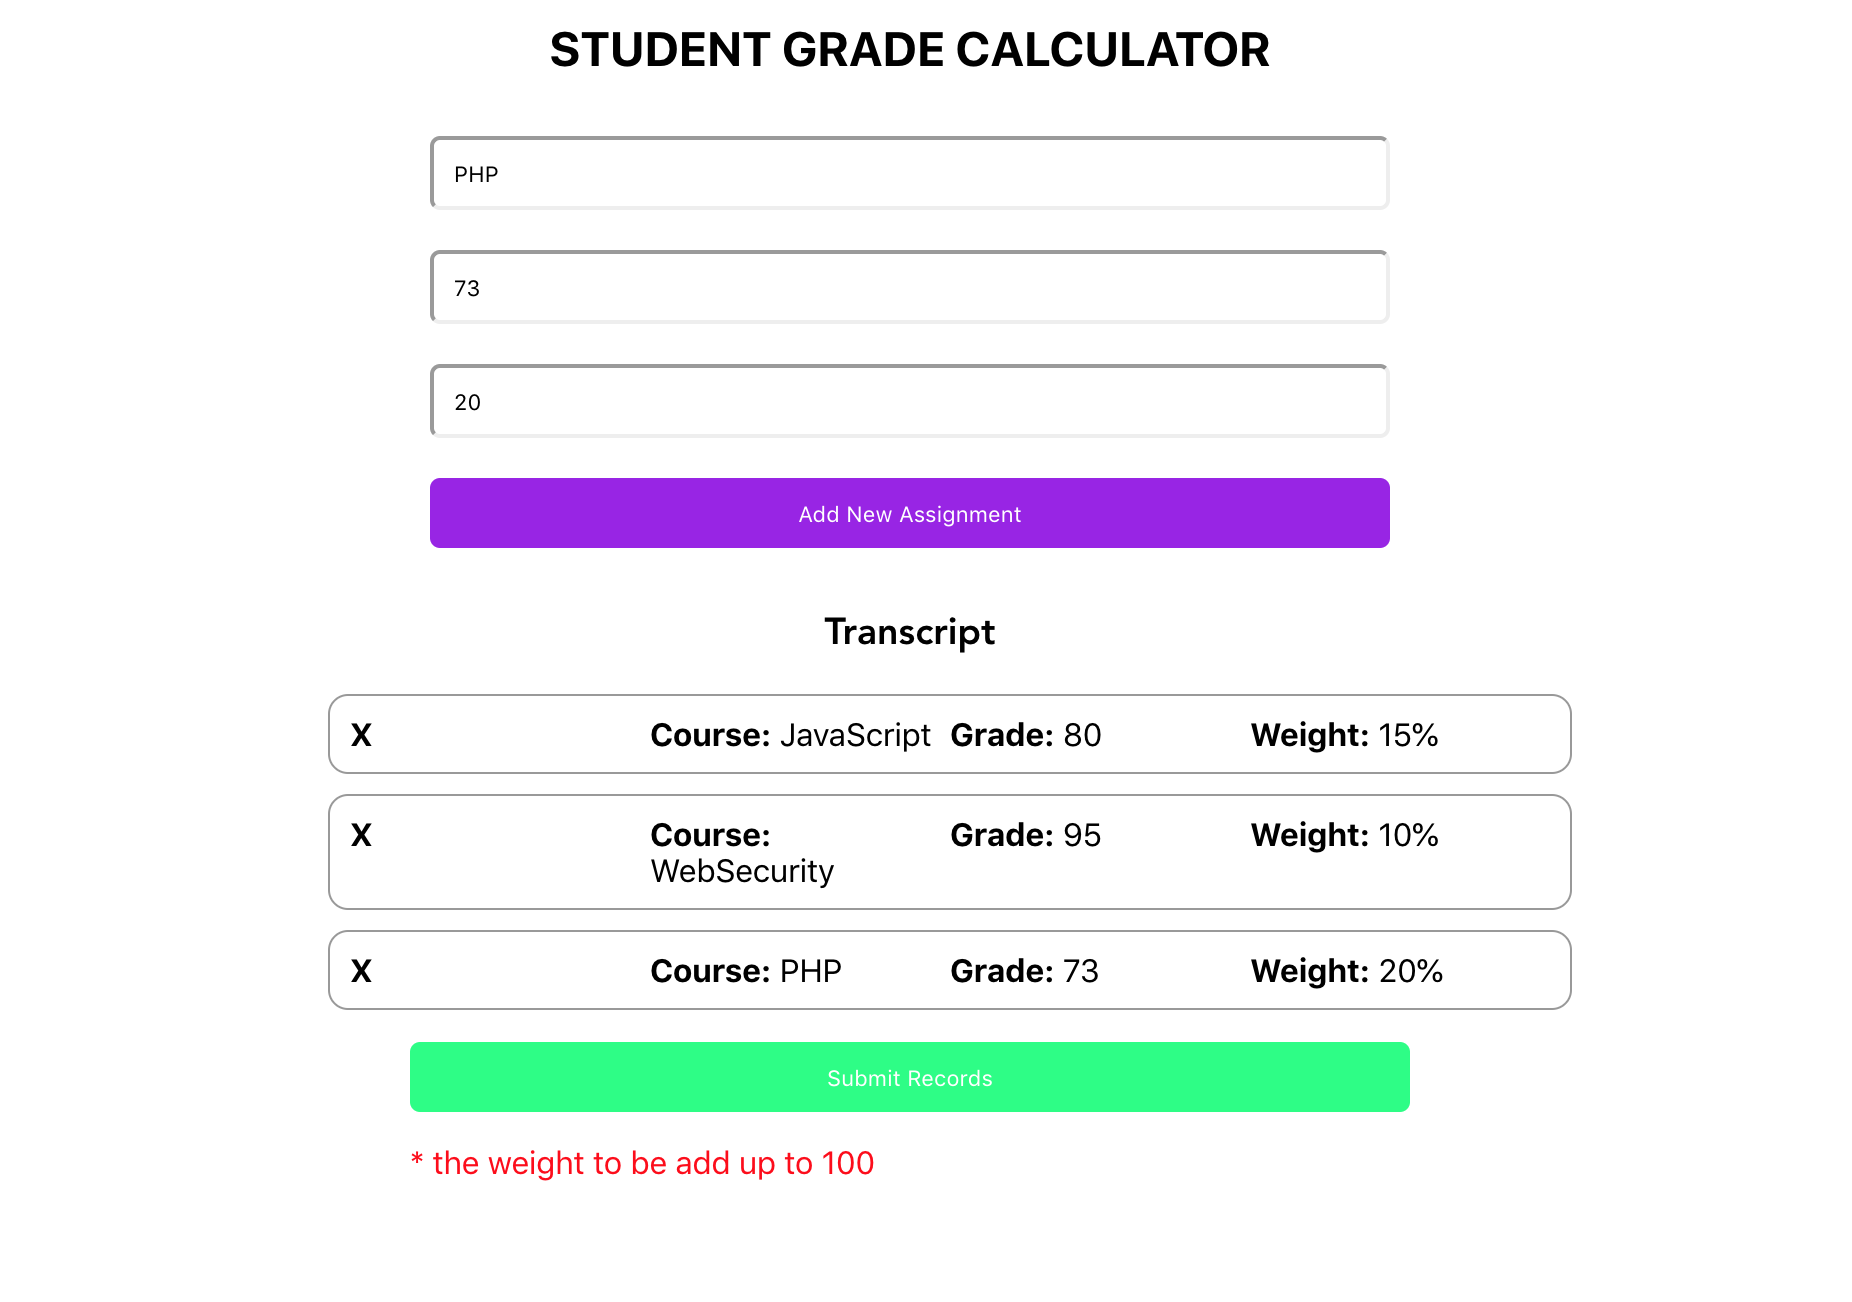 STUDENT GRADE CALCULATOR
PHP
73
20
Add New Assignment
Transcript
X Course: JavaScript Grade: 80 Weight: 15%
X Course: Grade: 95 Weight: 10%
WebSecurity
X Course: PHP Grade: 73 Weight: 20%
Submit Records
* the weight to be add up to 100